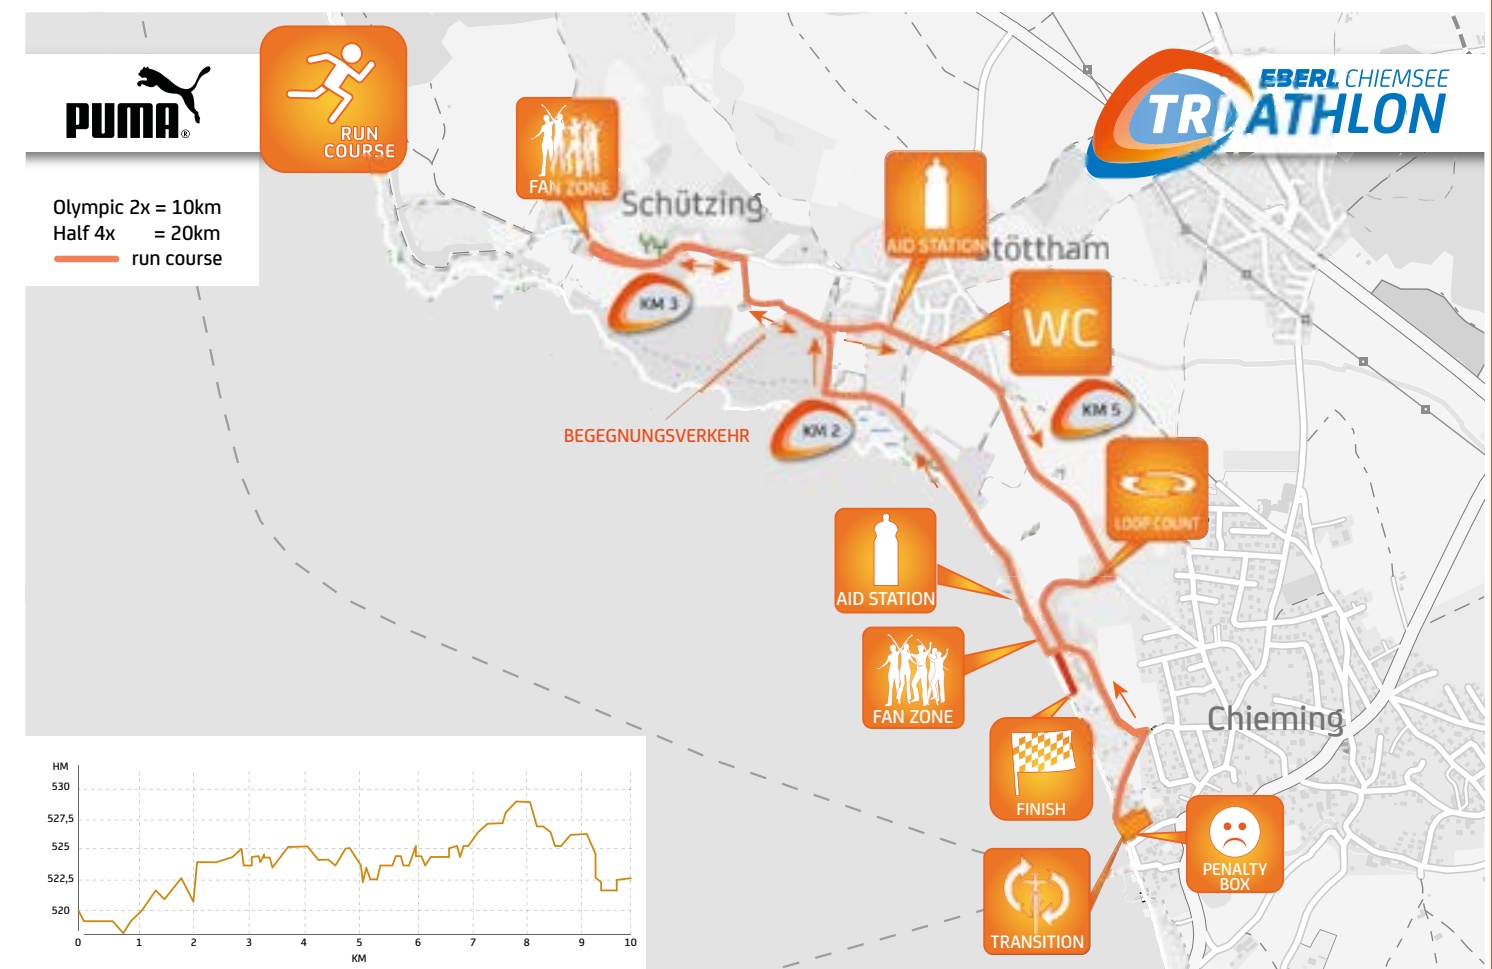 PUMA®
RUN
COURSE
EBERL CHIEMSEE
TRIATHLON
Olympic 2x = 10km
Half 4x = 20km
run course
FAN ZONE
Schützing
AID STATION
Stöttham
WC
KM 3
KM 5
KM 2
BEGEGNUNGSVERKEHR
LOOP COUNT
AID STATION
FAN ZONE
Chieming
FINISH
PENALTY
BOX
TRANSITION
HM
530
527,5
525
522,5
520
0 1 2 3 4 5 6 7 8 9 10
KM